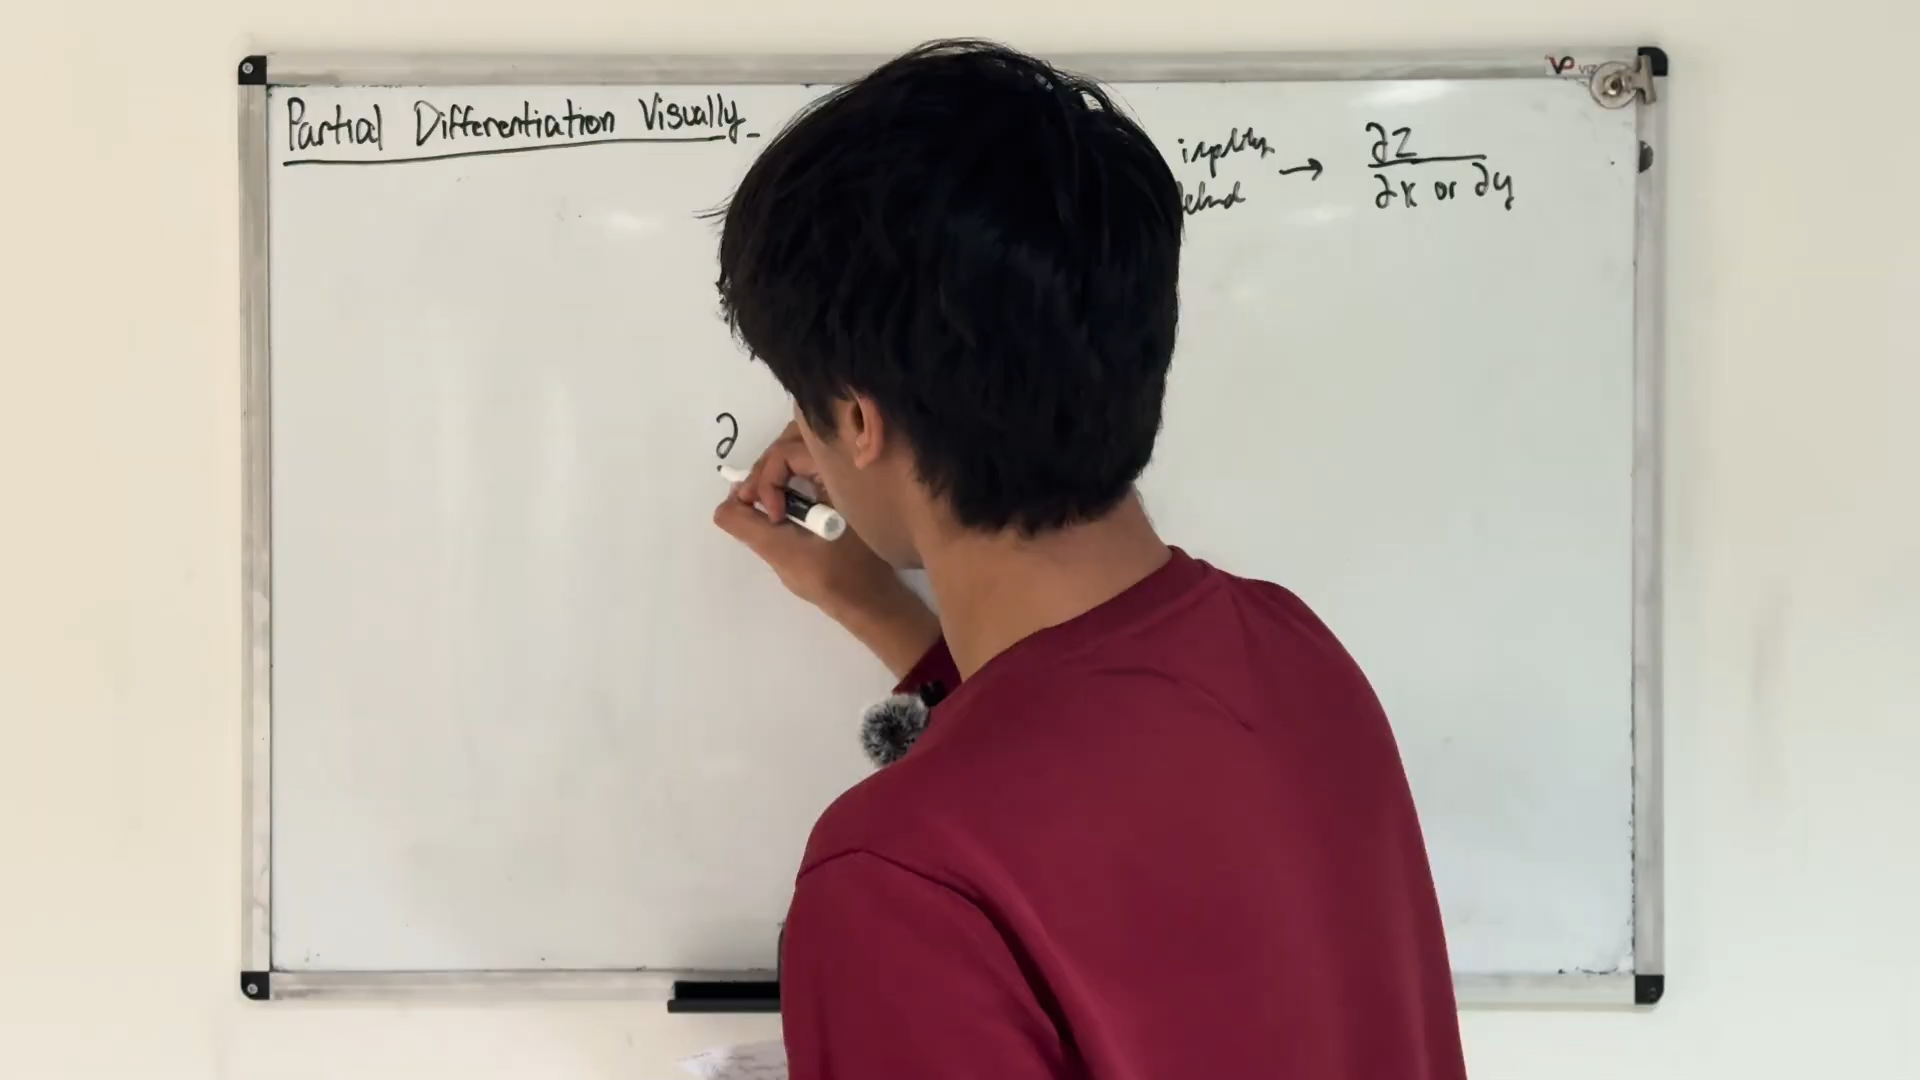 Partial Differentiation Visually
→ ∂z
∂x or ∂y
∂